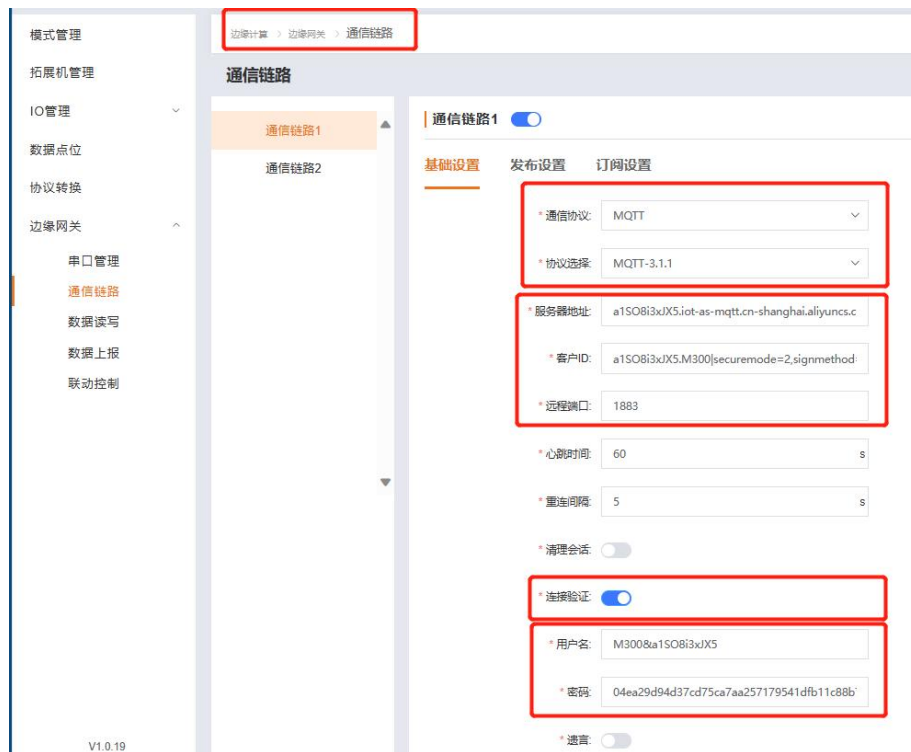 模式管理
拓展机管理
IO管理
数据点位
协议转换
边缘网关
串口管理
通信链路
数据读写
数据上报
联动控制
V1.0.19
边缘计算 > 边缘网关 > 通信链路
通信链路
通信链路1
通信链路2
通信链路1
基础设置 发布设置 订阅设置
* 通信协议: MQTT
* 协议选择: MQTT-3.1.1
* 服务器地址: a1SO8i3xJX5.iot-as-mqtt.cn-shanghai.aliyuncs.c
* 客户ID: a1SO8i3xJX5.M300|securemode=2,signmethod=
* 远程端口: 1883
* 心跳时间: 60 s
* 重连间隔: 5 s
* 清理会话:
* 连接验证:
* 用户名: M300&a1SO8i3xJX5
* 密码: 04ea29d94d37cd75ca7aa257179541dfb11c88b
* 遗言: